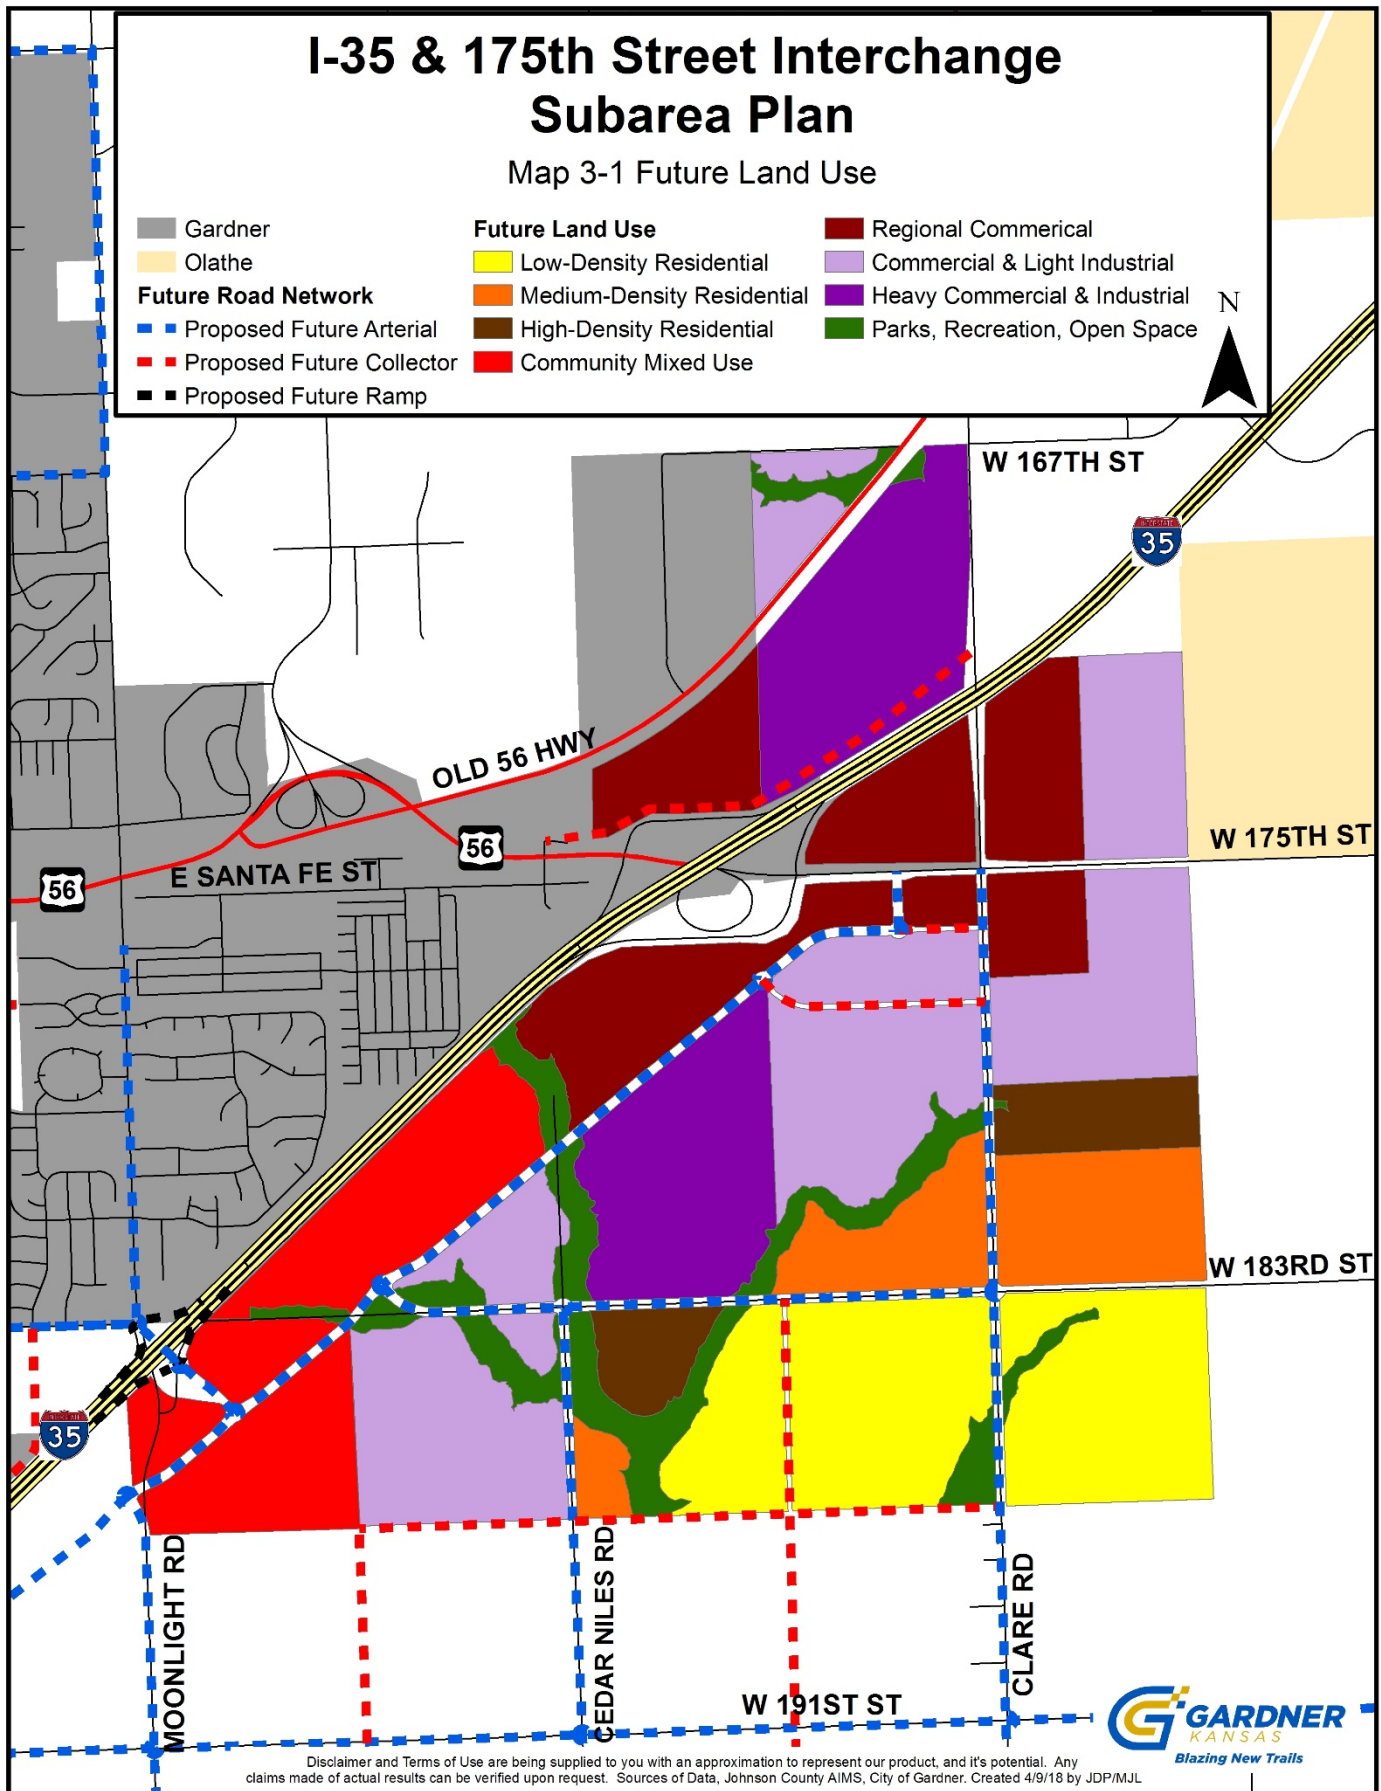 I-35 & 175th Street Interchange
Subarea Plan
Map 3-1 Future Land Use
Gardner
Olathe
Future Road Network
Proposed Future Arterial
Proposed Future Collector
Proposed Future Ramp
Future Land Use
Low-Density Residential
Medium-Density Residential
High-Density Residential
Community Mixed Use
Regional Commerical
Commercial & Light Industrial
Heavy Commercial & Industrial
Parks, Recreation, Open Space
N
W 167TH ST
INTERSTATE
35
OLD 56 HWY
56
W 175TH ST
E SANTA FE ST
56
W 183RD ST
INTERSTATE
35
MOONLIGHT RD
CEDAR NILES RD
CLARE RD
W 191ST ST
GARDNER
KANSAS
Blazing New Trails
Disclaimer and Terms of Use are being supplied to you with an approximation to represent our product, and it's potential. Any
claims made of actual results can be verified upon request. Sources of Data, Johnson County AIMS, City of Gardner. Created 4/9/18 by JDP/MJL